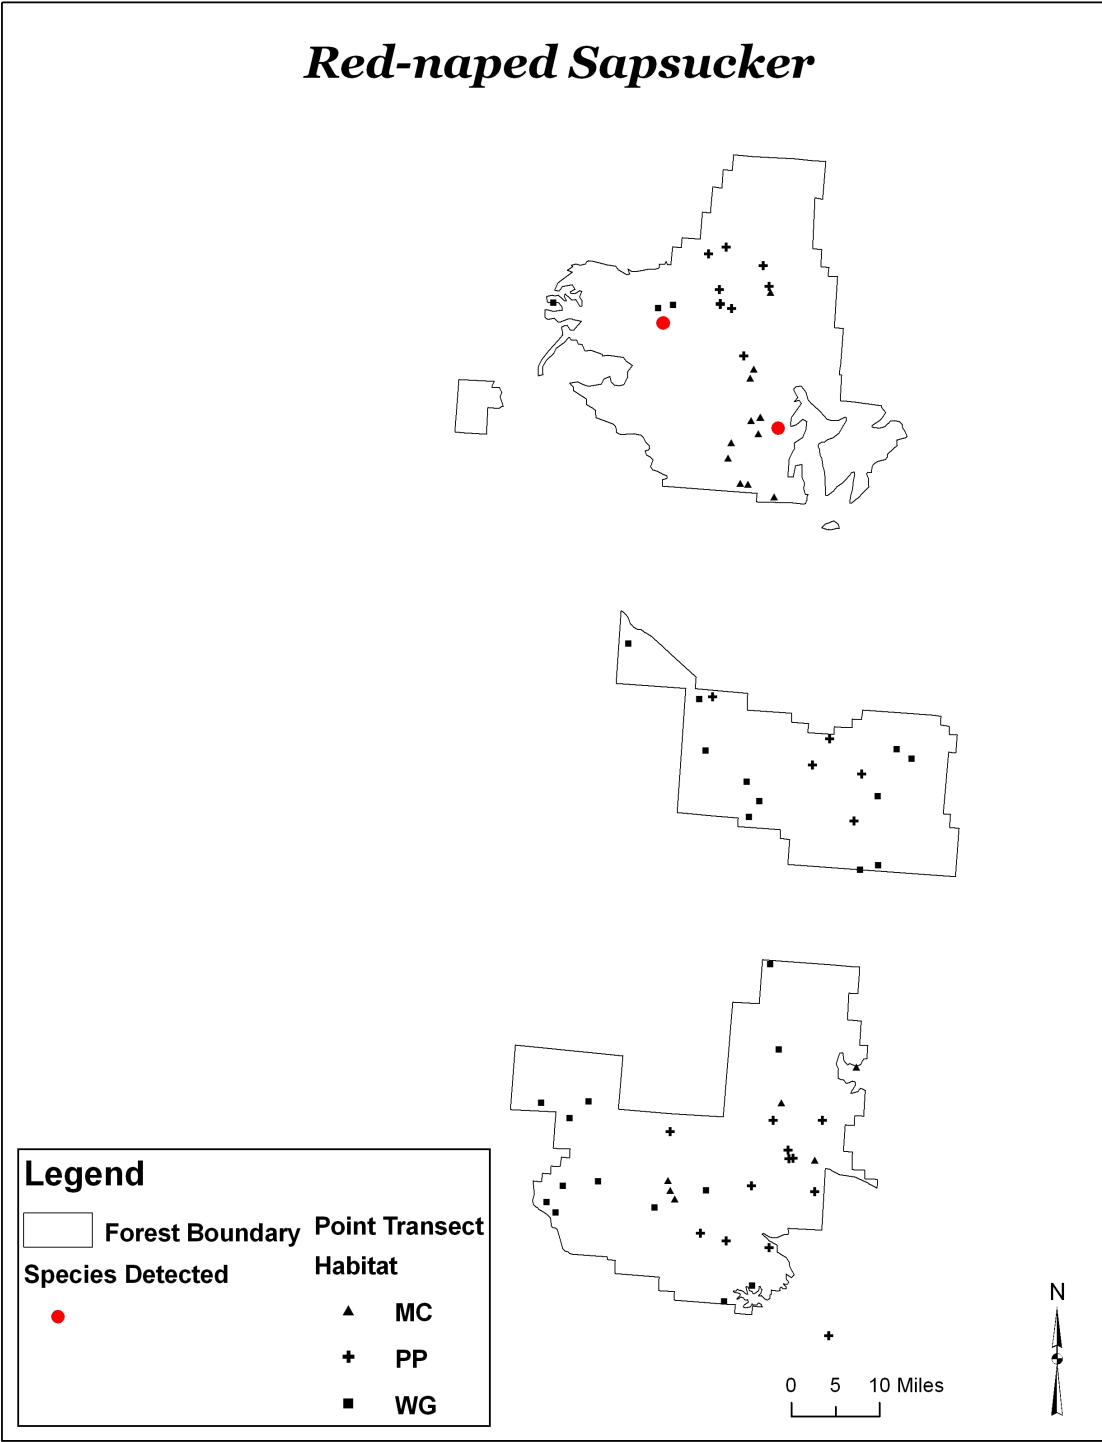 Red-naped Sapsucker
Legend
Forest Boundary
Species Detected
Point Transect
Habitat
MC
PP
WG
N
0 5 10 Miles